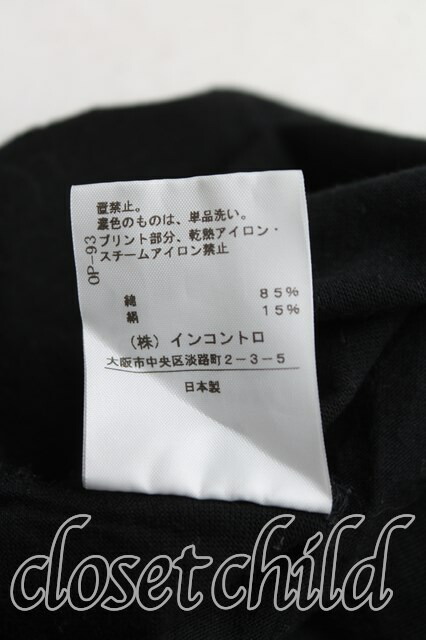 置禁止。
濃色のものは、単品洗い。
プリント部分、乾熱アイロン・
スチームアイロン禁止
OP-93
綿 85%
絹 15%
(株) インコントロ
大阪市中央区淡路町2-3-5
日本製
closet child